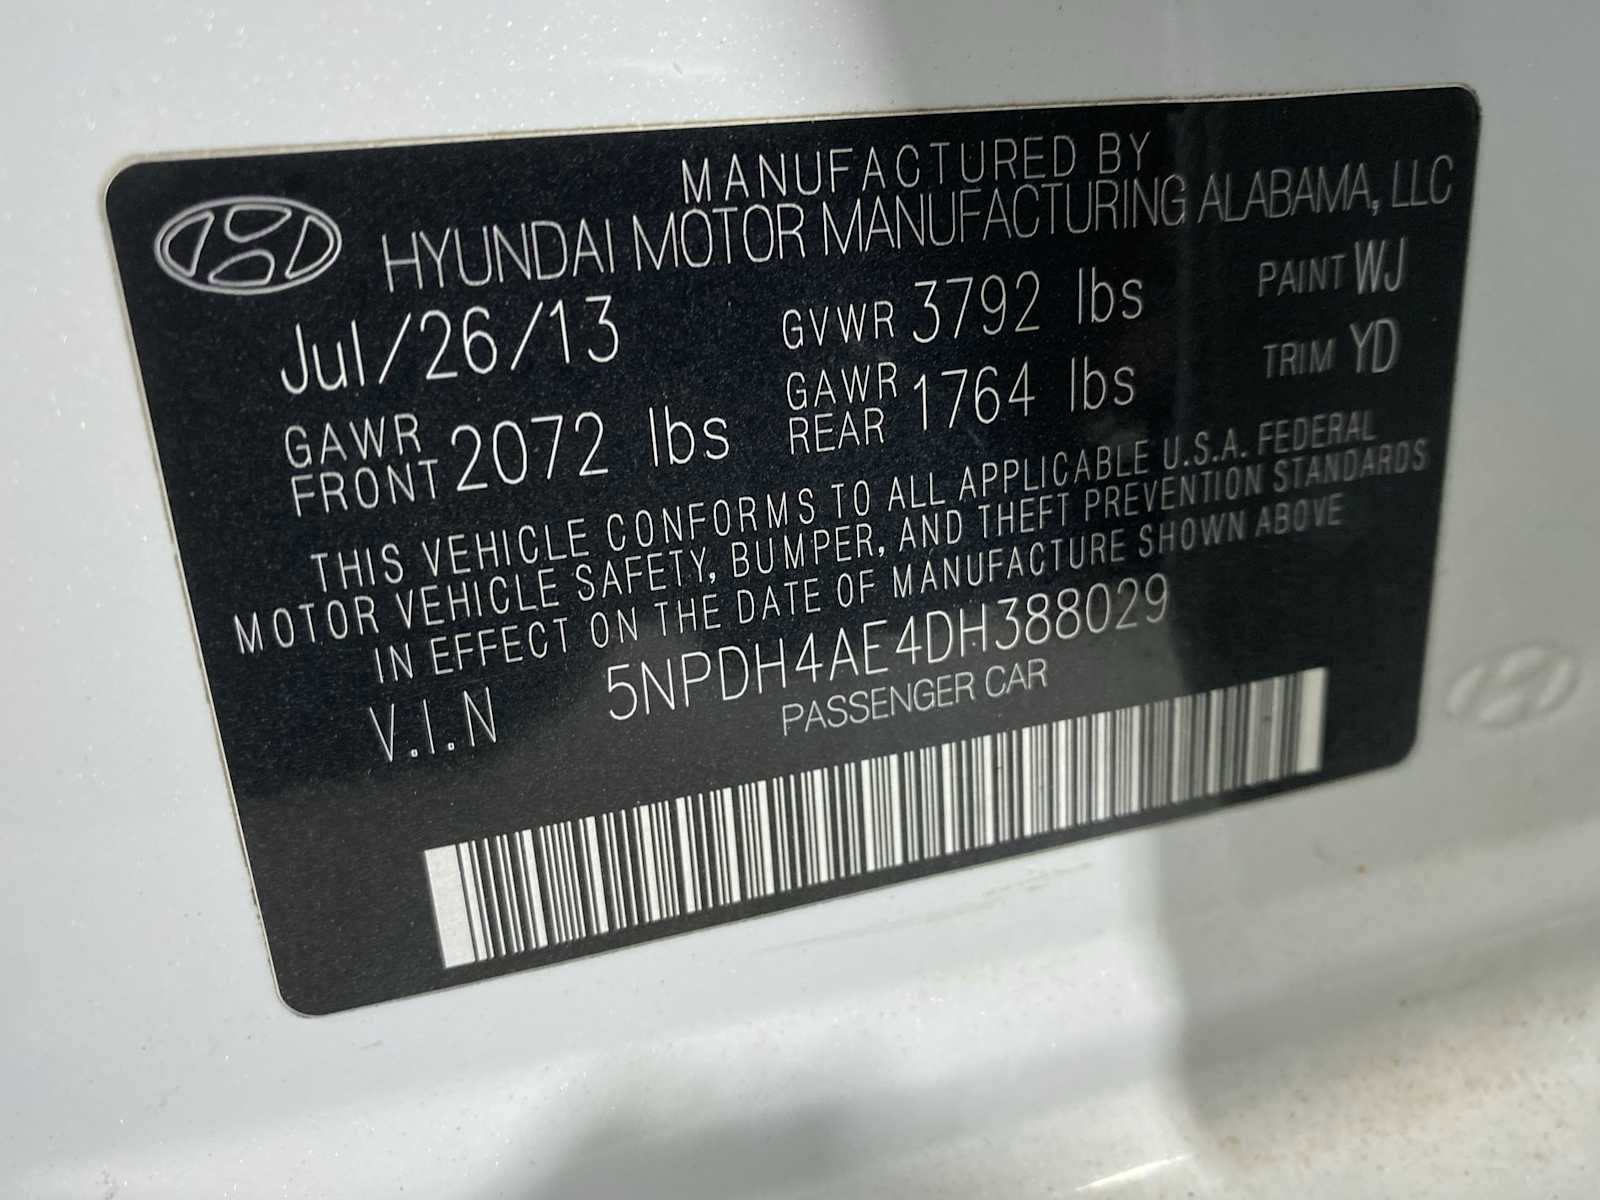 MANUFACTURED BY
HYUNDAI MOTOR MANUFACTURING ALABAMA, LLC
Jul/26/13 GVWR 3792 lbs PAINT WJ
GAWR FRONT 2072 lbs GAWR REAR 1764 lbs TRIM YD
THIS VEHICLE CONFORMS TO ALL APPLICABLE U.S.A. FEDERAL
MOTOR VEHICLE SAFETY, BUMPER, AND THEFT PREVENTION STANDARDS
IN EFFECT ON THE DATE OF MANUFACTURE SHOWN ABOVE
V.I.N 5NPDH4AE4DH388029
PASSENGER CAR